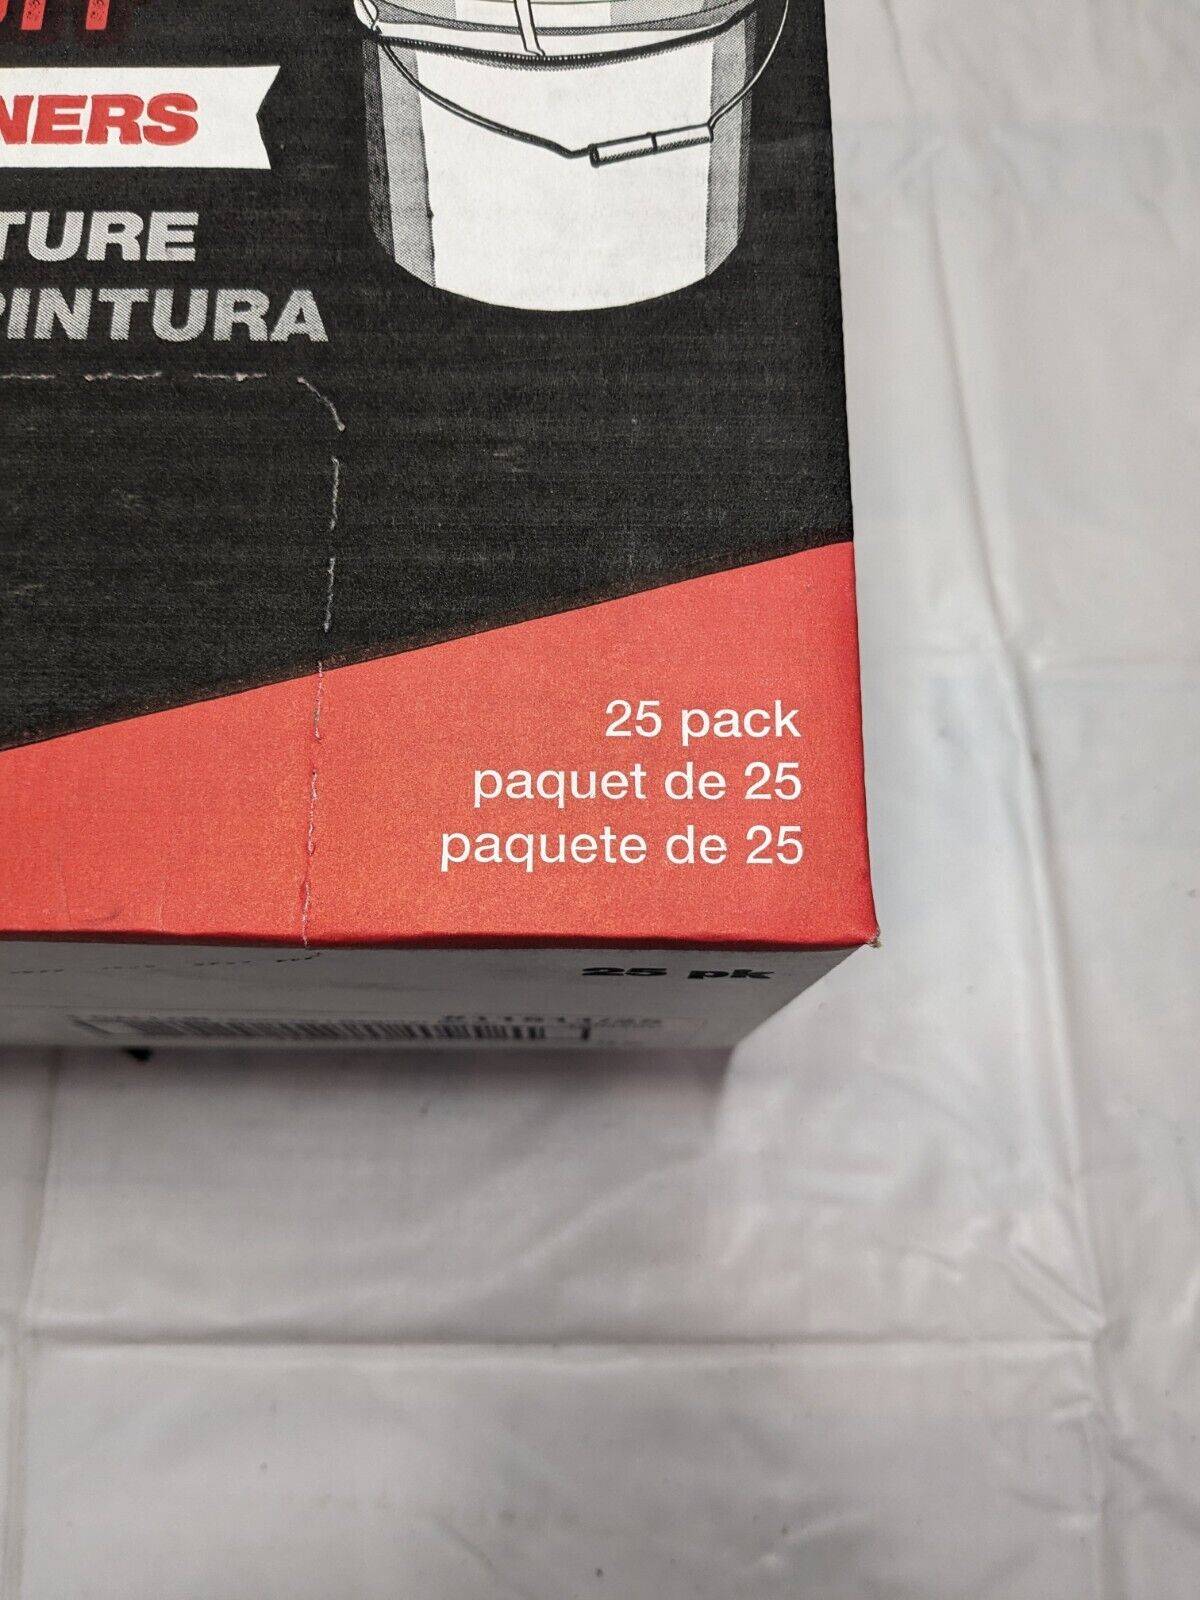 NERS
TURE
PINTURA
25 pack
paquet de 25
paquete de 25
25 pk